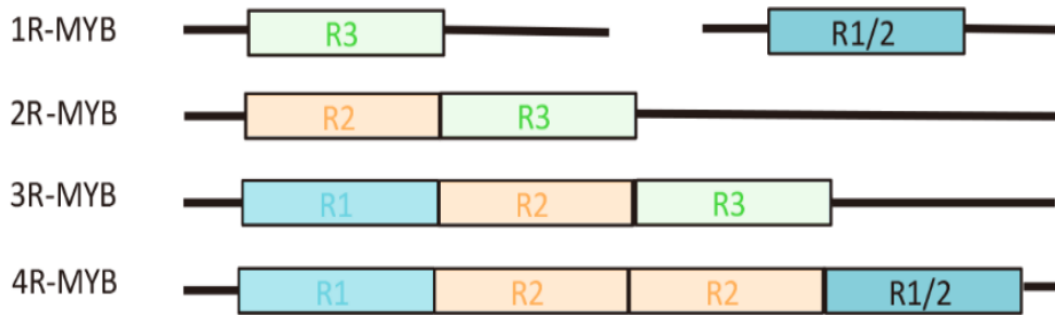 1R-MYB R3 R1/2
2R-MYB R2 R3
3R-MYB R1 R2 R3
4R-MYB R1 R2 R2 R1/2